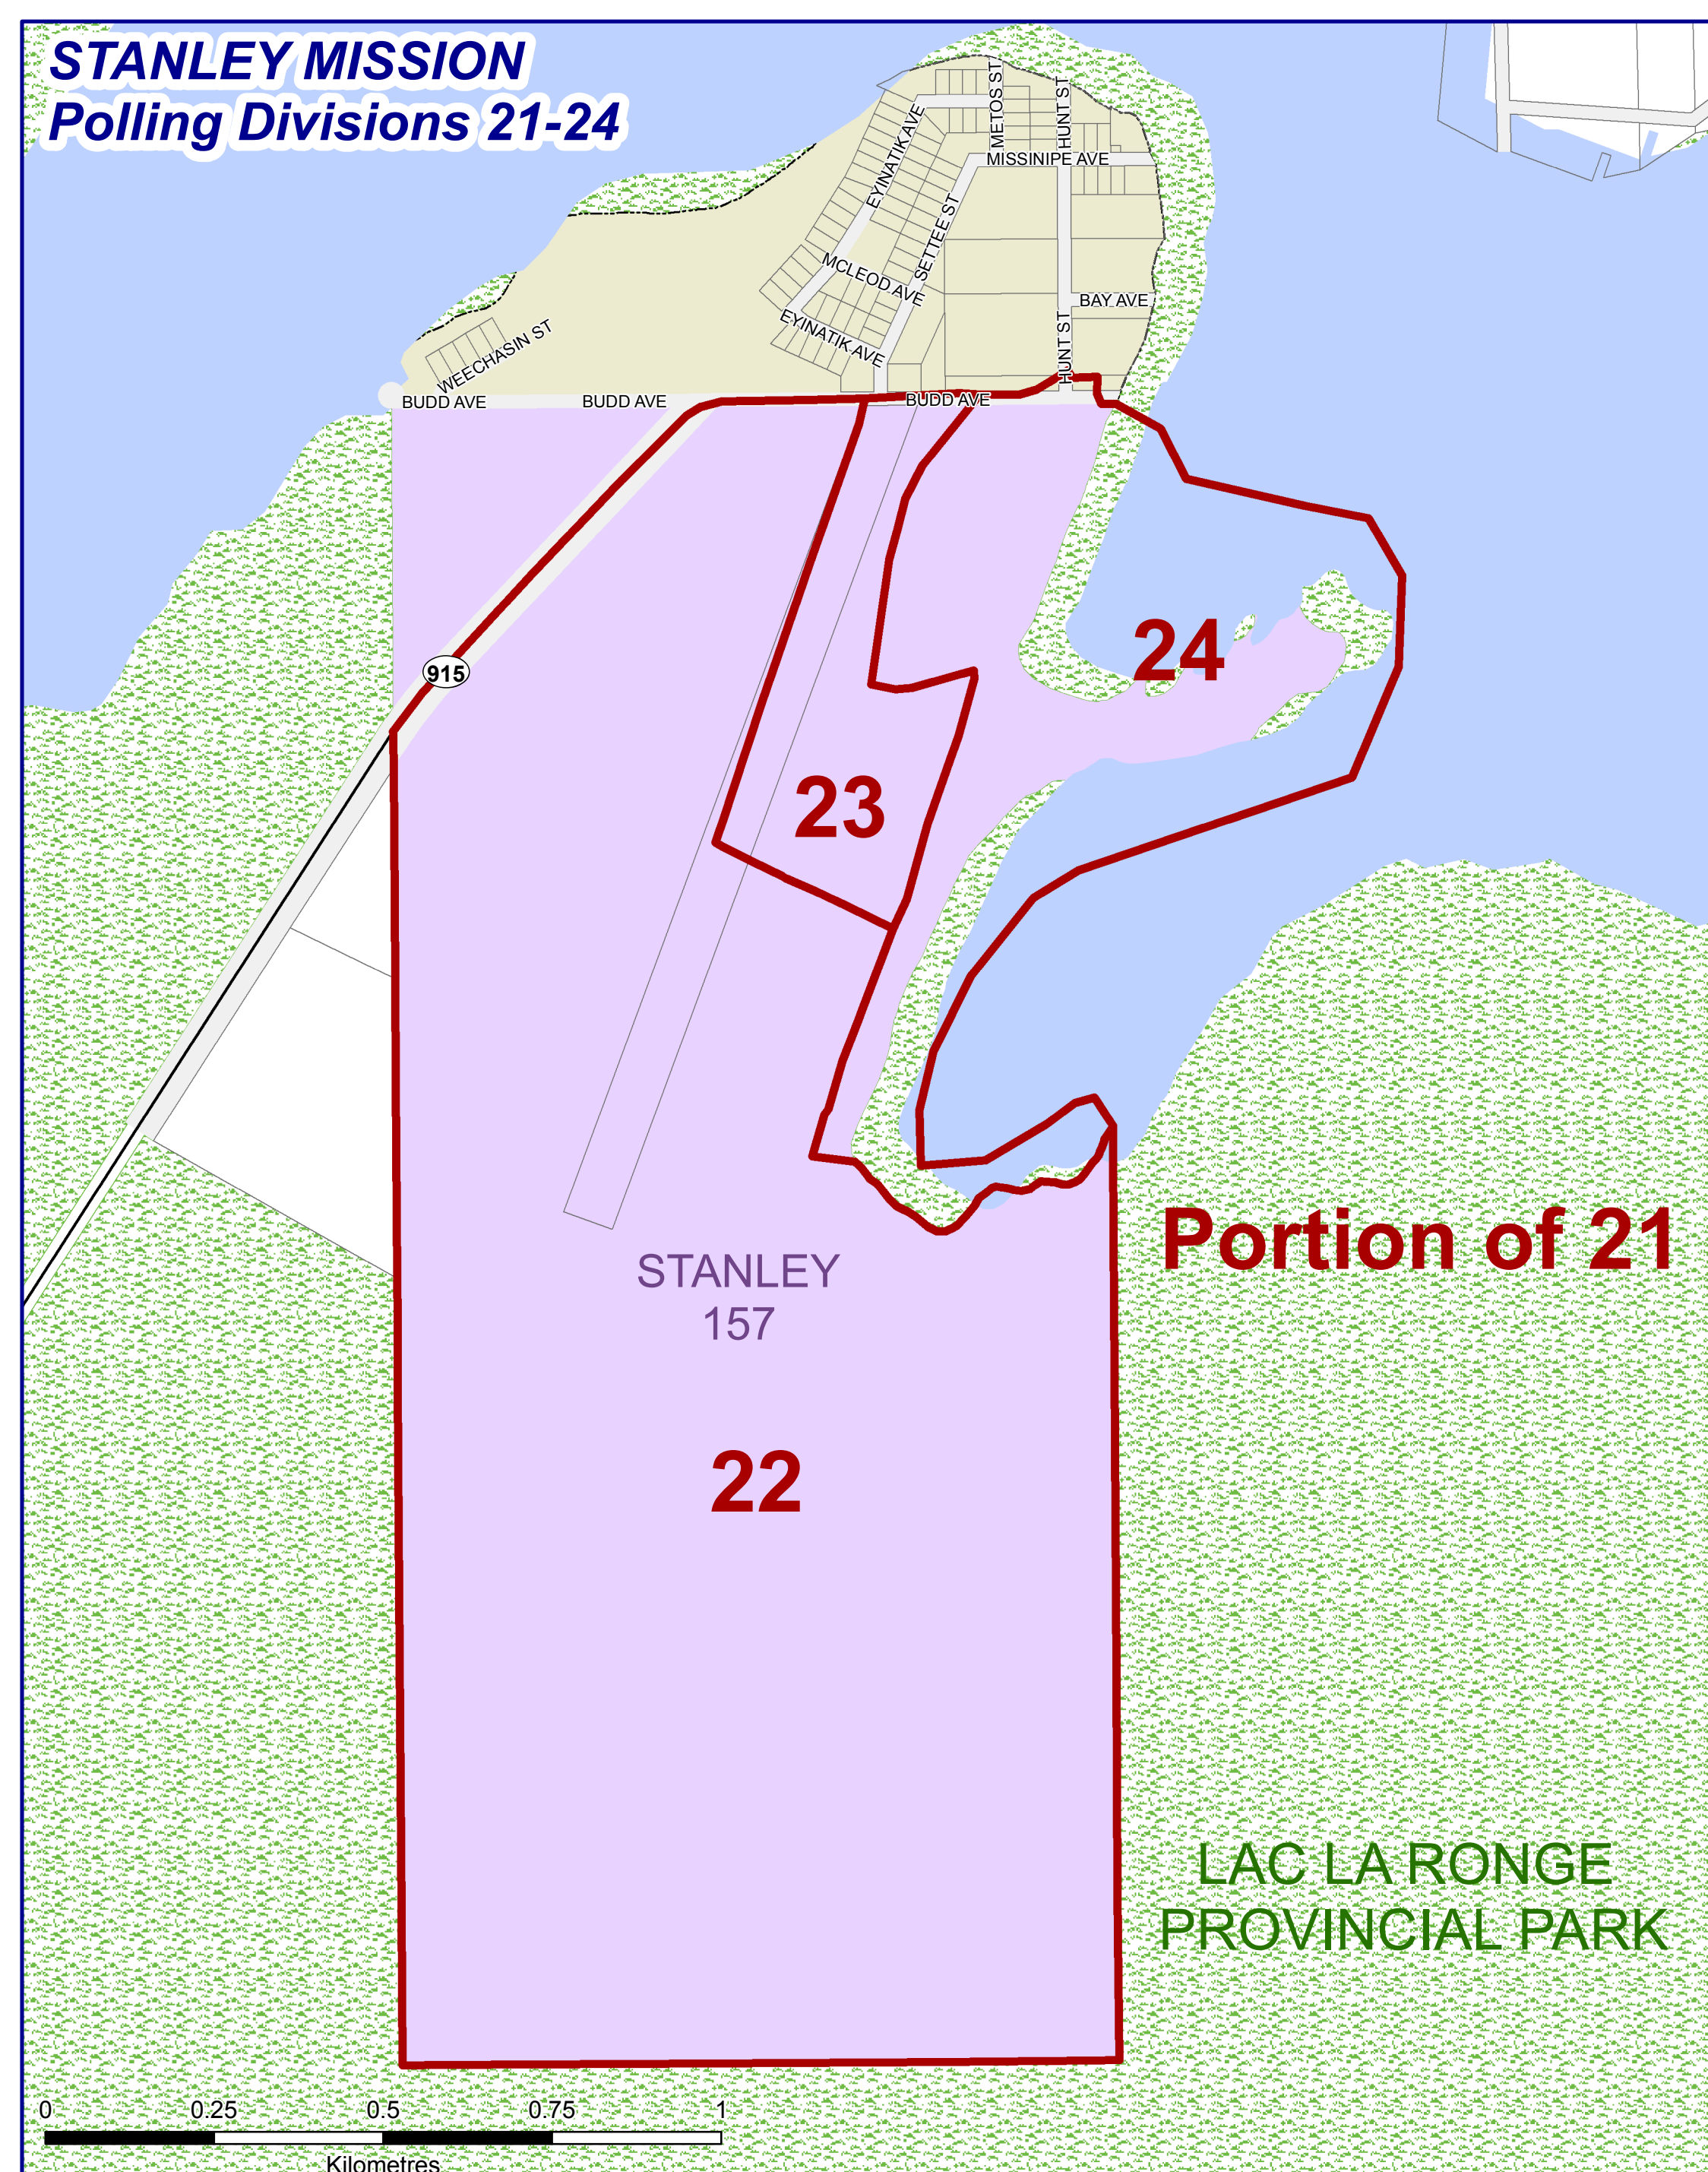 STANLEY MISSION
Polling Divisions 21-24
METOS ST
HUNT ST
EYINATIK AVE
MISSINIPE AVE
SETTEE ST
MCLEOD AVE
BAY AVE
EYINATIK AVE
HUNT ST
WEECHASIN ST
BUDD AVE
BUDD AVE
BUDD AVE
24
915
23
Portion of 21
STANLEY
157
22
LAC LA RONGE
PROVINCIAL PARK
0 0.25 0.5 0.75 1
Kilometres